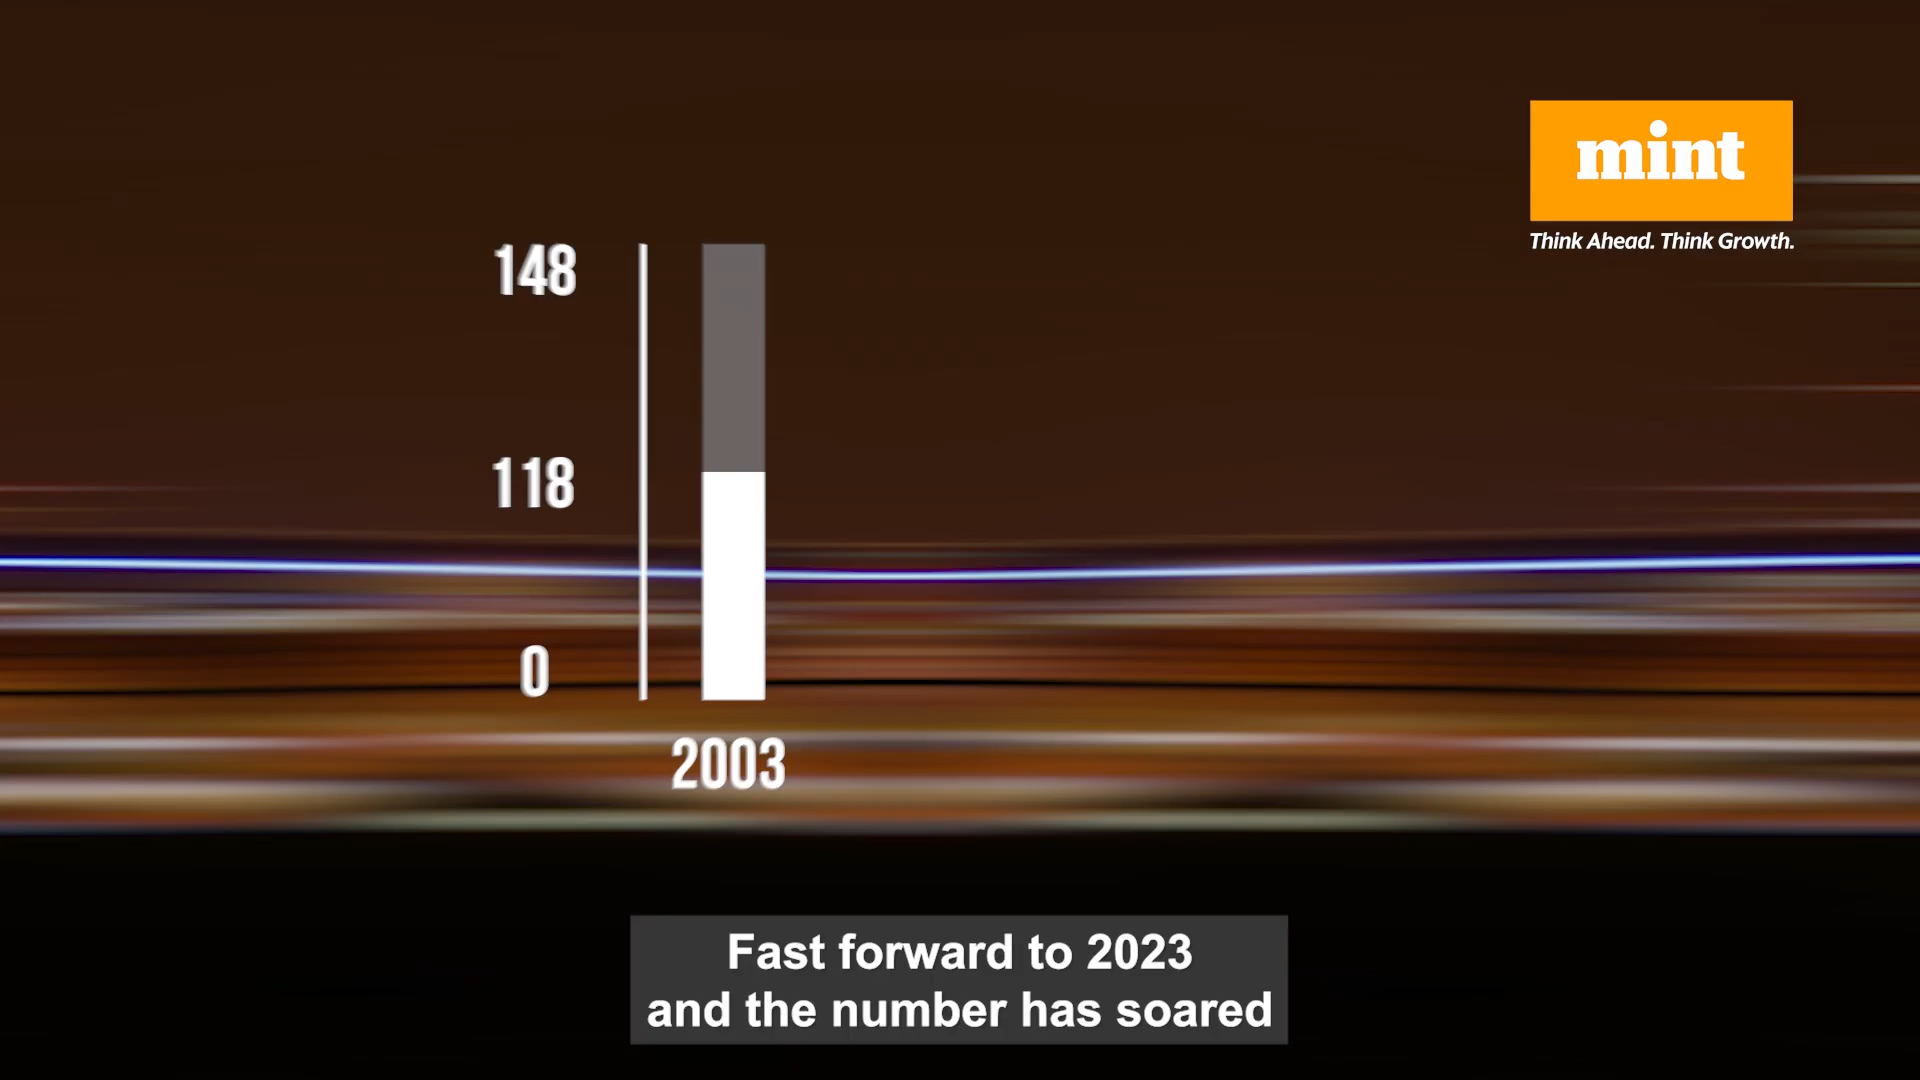 mint
Think Ahead. Think Growth.
148
118
0
2003
Fast forward to 2023
and the number has soared